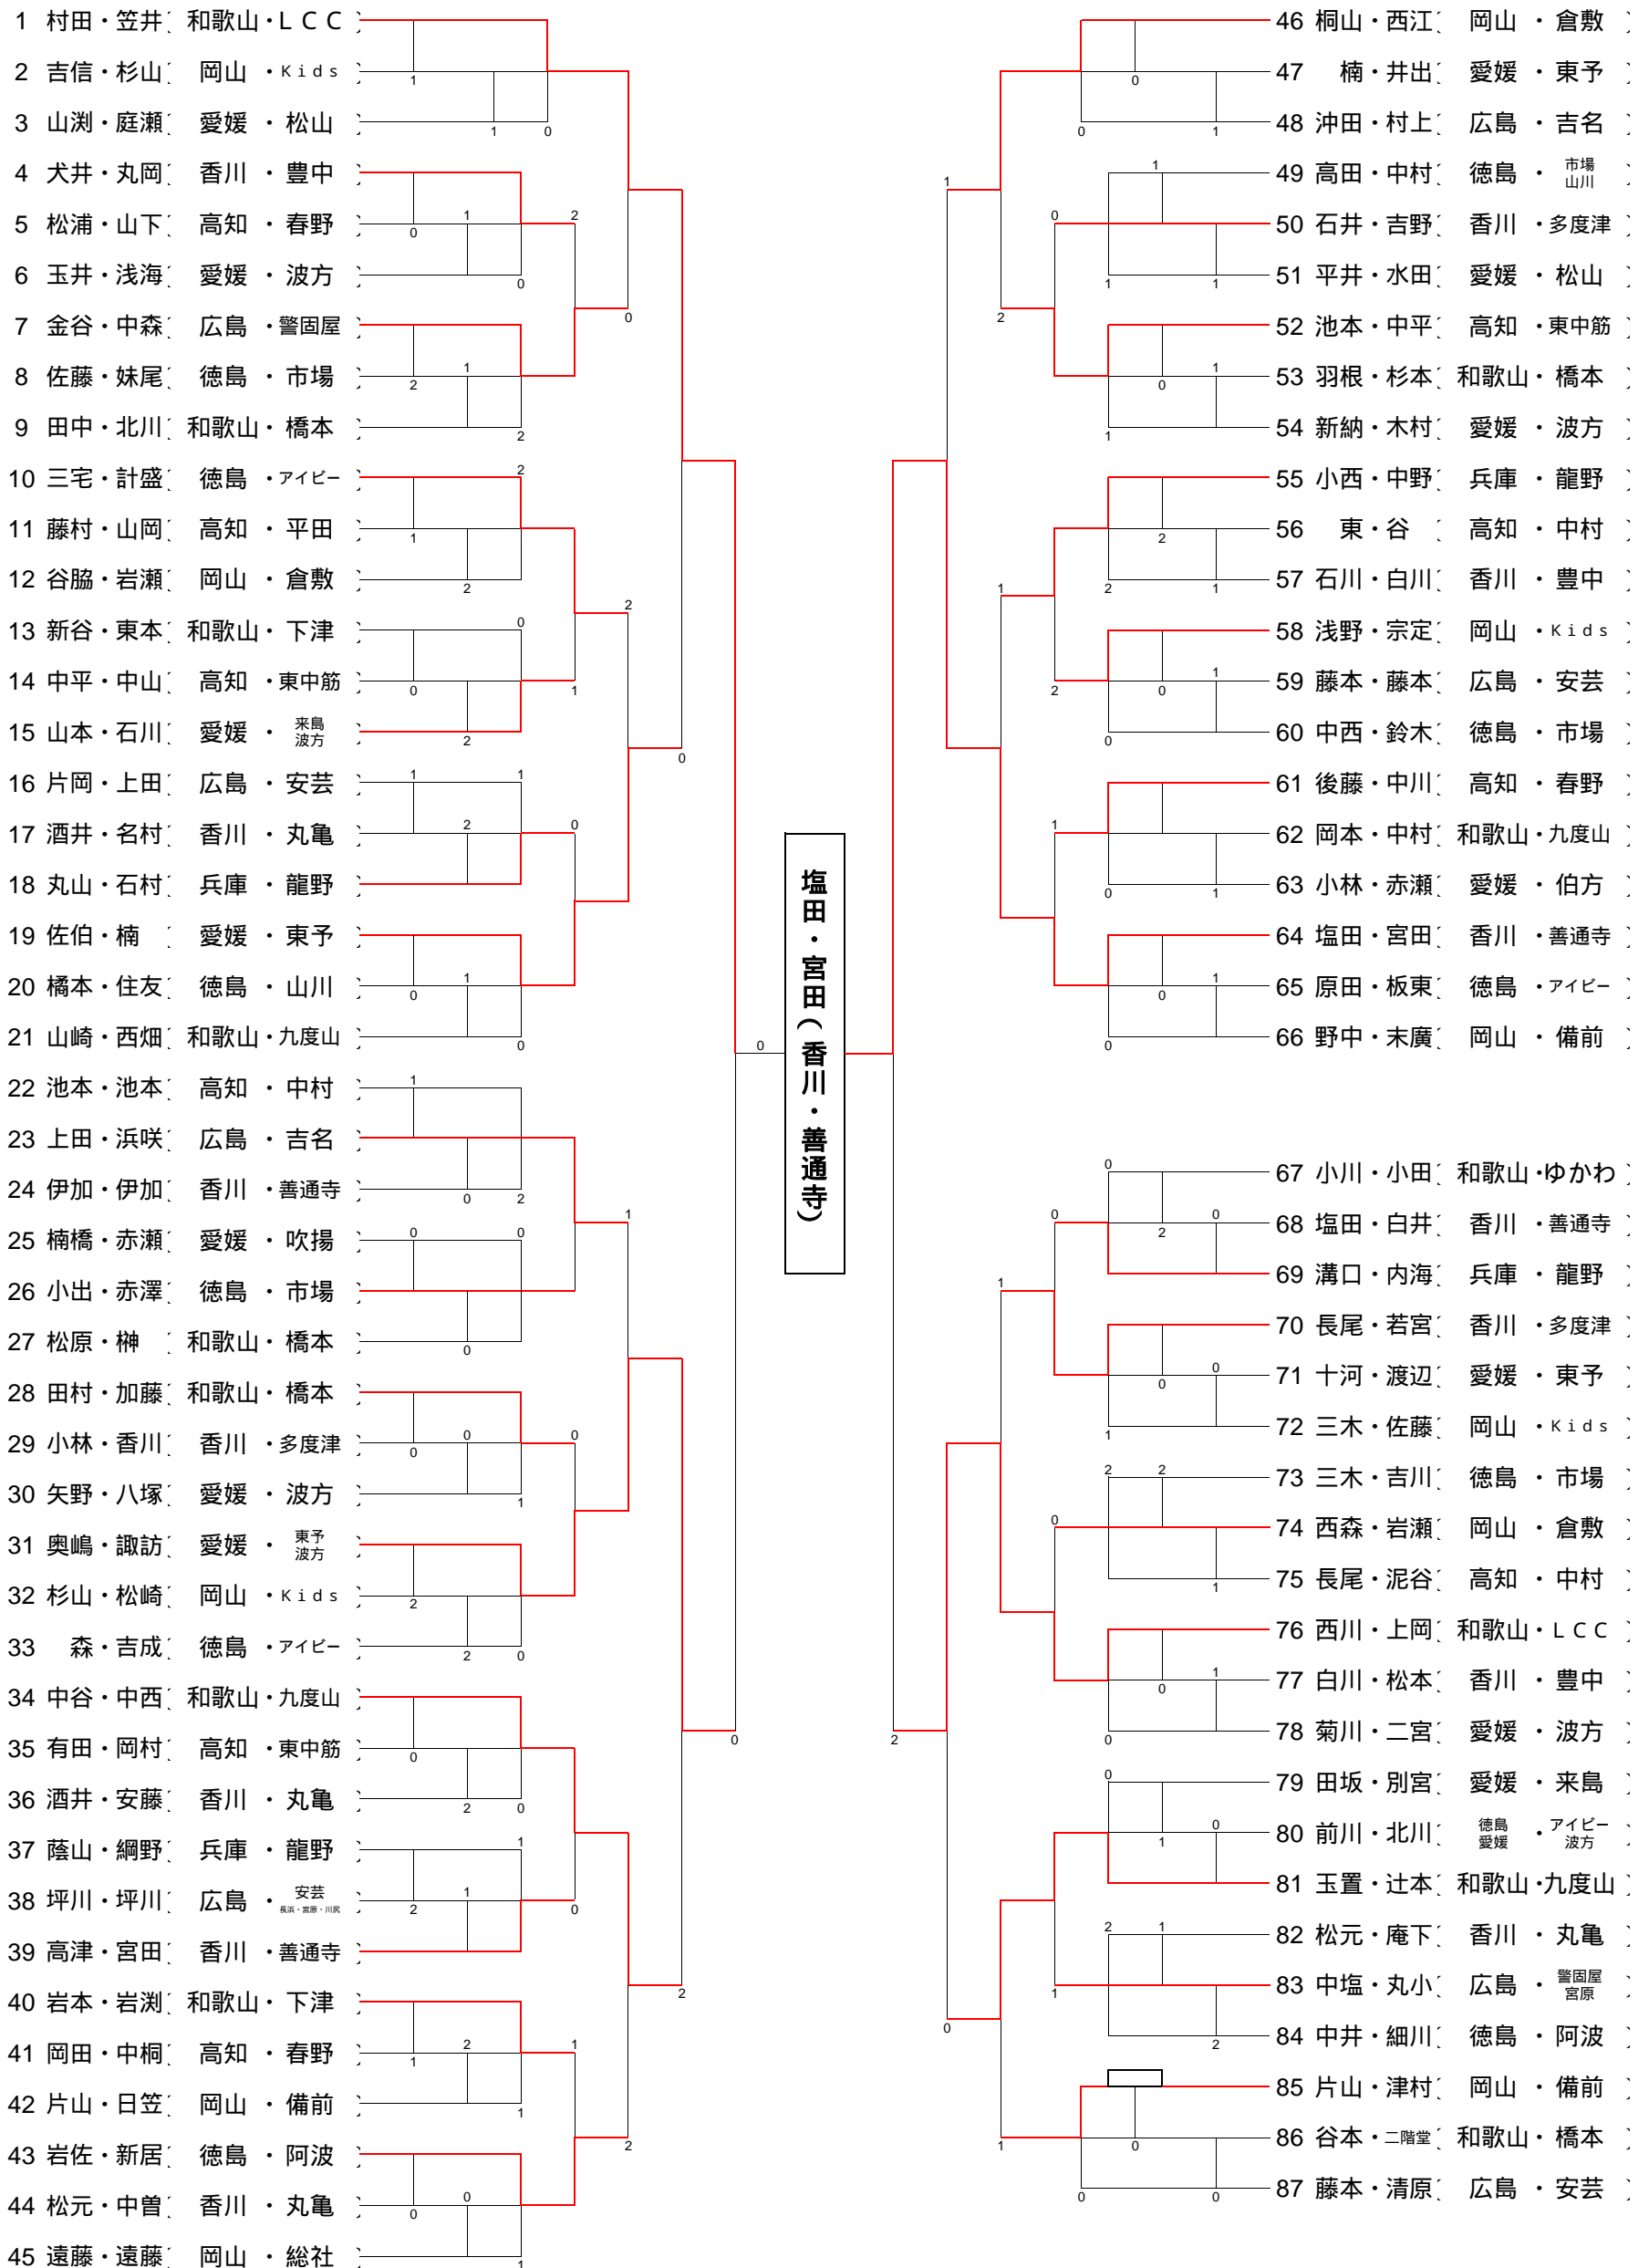 1 村田・笠井 〔 和歌山・ＬＣＣ 〕
2 吉信・杉山 〔 岡山・Ｋｉｄｓ 〕
3 山渕・庭瀬 〔 愛媛・松山 〕
4 犬井・丸岡 〔 香川・豊中 〕
5 松浦・山下 〔 高知・春野 〕
6 玉井・浅海 〔 愛媛・波方 〕
7 金谷・中森 〔 広島・警固屋 〕
8 佐藤・妹尾 〔 徳島・市場 〕
9 田中・北川 〔 和歌山・橋本 〕
10 三宅・計盛 〔 徳島・アイビー 〕
11 藤村・山岡 〔 高知・平田 〕
12 谷脇・岩瀬 〔 岡山・倉敷 〕
13 新谷・東本 〔 和歌山・下津 〕
14 中平・中山 〔 高知・東中筋 〕
15 山本・石川 〔 愛媛・来島 波方 〕
16 片岡・上田 〔 広島・安芸 〕
17 酒井・名村 〔 香川・丸亀 〕
18 丸山・石村 〔 兵庫・龍野 〕
19 佐伯・楠 〔 愛媛・東予 〕
20 橘本・住友 〔 徳島・山川 〕
21 山崎・西畑 〔 和歌山・九度山 〕
22 池本・池本 〔 高知・中村 〕
23 上田・浜咲 〔 広島・吉名 〕
24 伊加・伊加 〔 香川・善通寺 〕
25 楠橋・赤瀬 〔 愛媛・吹揚 〕
26 小出・赤澤 〔 徳島・市場 〕
27 松原・榊 〔 和歌山・橋本 〕
28 田村・加藤 〔 和歌山・橋本 〕
29 小林・香川 〔 香川・多度津 〕
30 矢野・八塚 〔 愛媛・波方 〕
31 奥嶋・諏訪 〔 愛媛・東予 波方 〕
32 杉山・松崎 〔 岡山・Ｋｉｄｓ 〕
33 森・吉成 〔 徳島・アイビー 〕
34 中谷・中西 〔 和歌山・九度山 〕
35 有田・岡村 〔 高知・東中筋 〕
36 酒井・安藤 〔 香川・丸亀 〕
37 蔭山・綱野 〔 兵庫・龍野 〕
38 坪川・坪川 〔 広島・安芸 長浜・宮原・川尻 〕
39 高津・宮田 〔 香川・善通寺 〕
40 岩本・岩渕 〔 和歌山・下津 〕
41 岡田・中桐 〔 高知・春野 〕
42 片山・日笠 〔 岡山・備前 〕
43 岩佐・新居 〔 徳島・阿波 〕
44 松元・中曽 〔 香川・丸亀 〕
45 遠藤・遠藤 〔 岡山・総社
塩田・宮田（香川・善通寺）
46 桐山・西江 〔 岡山・倉敷 〕
47 楠・井出 〔 愛媛・東予 〕
48 沖田・村上 〔 広島・吉名 〕
49 高田・中村 〔 徳島・市場 山川 〕
50 石井・吉野 〔 香川・多度津 〕
51 平井・水田 〔 愛媛・松山 〕
52 池本・中平 〔 高知・東中筋 〕
53 羽根・杉本 〔 和歌山・橋本 〕
54 新納・木村 〔 愛媛・波方 〕
55 小西・中野 〔 兵庫・龍野 〕
56 東・谷 〔 高知・中村 〕
57 石川・白川 〔 香川・豊中 〕
58 浅野・宗定 〔 岡山・Ｋｉｄｓ 〕
59 藤本・藤本 〔 広島・安芸 〕
60 中西・鈴木 〔 徳島・市場 〕
61 後藤・中川 〔 高知・春野 〕
62 岡本・中村 〔 和歌山・九度山 〕
63 小林・赤瀬 〔 愛媛・伯方 〕
64 塩田・宮田 〔 香川・善通寺 〕
65 原田・板東 〔 徳島・アイビー 〕
66 野中・末廣 〔 岡山・備前 〕
67 小川・小田 〔 和歌山・ゆかわ 〕
68 塩田・白井 〔 香川・善通寺 〕
69 溝口・内海 〔 兵庫・龍野 〕
70 長尾・若宮 〔 香川・多度津 〕
71 十河・渡辺 〔 愛媛・東予 〕
72 三木・佐藤 〔 岡山・Ｋｉｄｓ 〕
73 三木・吉川 〔 徳島・市場 〕
74 西森・岩瀬 〔 岡山・倉敷 〕
75 長尾・泥谷 〔 高知・中村 〕
76 西川・上岡 〔 和歌山・ＬＣＣ 〕
77 白川・松本 〔 香川・豊中 〕
78 菊川・二宮 〔 愛媛・波方 〕
79 田坂・別宮 〔 愛媛・来島 〕
80 前川・北川 〔 徳島 愛媛・アイビー 波方 〕
81 玉置・辻本 〔 和歌山・九度山 〕
82 松元・庵下 〔 香川・丸亀 〕
83 中塩・丸小 〔 広島・警固屋 宮原 〕
84 中井・細川 〔 徳島・阿波 〕
85 片山・津村 〔 岡山・備前 〕
86 谷本・二階堂 〔 和歌山・橋本 〕
87 藤本・清原 〔 広島・安芸 〕